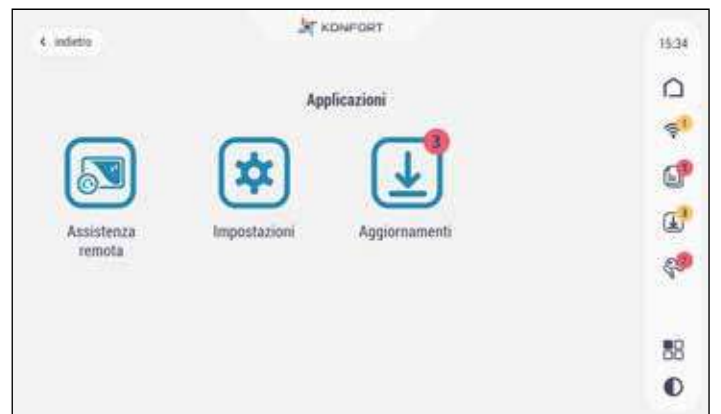 KONFORT
indietro
15:34
Applicazioni
3
Assistenza
remota
Impostazioni
Aggiornamenti